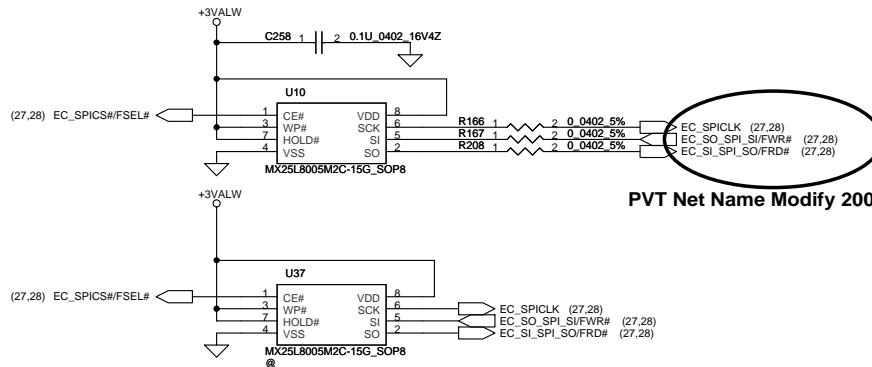 +3VALW
C258 1 2 0.1U_0402_16V4Z
U10
(27,28) EC_SPICS#/FSEL# 1 CE# VDD 8
3 WP# SCK 6 R166 1 2 0_0402_5% EC_SPICLK (27,28)
7 HOLD# SI 5 R167 1 2 0_0402_5% EC_SO_SPI_SI/FWR# (27,28)
4 VSS SO 2 R208 1 2 0_0402_5% EC_SI_SPI_SO/FRD# (27,28)
MX25L8005M2C-15G_SOP8
PVT Net Name Modify 200
+3VALW
U37
(27,28) EC_SPICS#/FSEL# 1 CE# VDD 8
3 WP# SCK 6 EC_SPICLK (27,28)
7 HOLD# SI 5 EC_SO_SPI_SI/FWR# (27,28)
4 VSS SO 2 EC_SI_SPI_SO/FRD# (27,28)
MX25L8005M2C-15G_SOP8
@